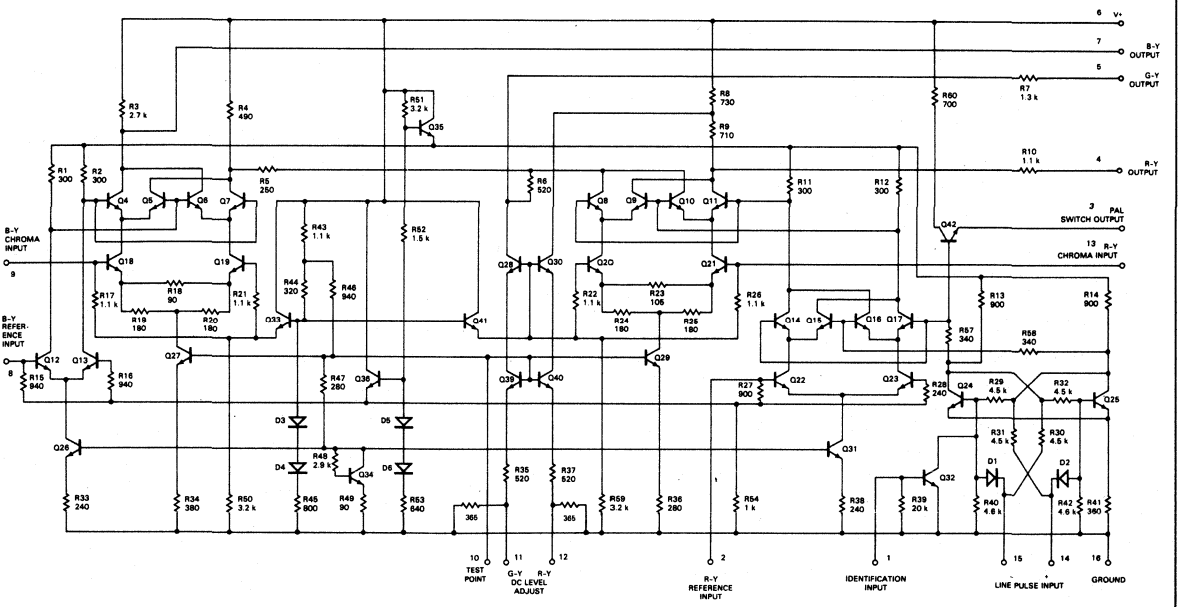 6 V+
7 B-Y OUTPUT
5 G-Y OUTPUT
R3 2.7 k
R4 490
R51 3.2 k
Q35
R8 730
R9 710
R60 700
R7 1.3 k
R10 1.1 k
4 R-Y OUTPUT
R1 300
R2 300
R5 250
R6 520
R11 300
R12 300
Q4
Q5
Q6
Q7
Q8
Q9
Q10
Q11
3 PAL SWITCH OUTPUT
Q42
13 R-Y CHROMA INPUT
B-Y CHROMA INPUT
9
Q18
Q19
R43 1.1 k
R52 1.5 k
Q28
Q30
Q20
Q21
R17 1.1 k
R18 90
R21 1.1 k
R44 320
R46 940
R22 1.1 k
R23 105
R26 1.1 k
R13 900
R14 900
R19 180
R20 180
Q33
Q41
R24 180
R25 180
Q14
Q15
Q16
Q17
R57 340
R58 340
B-Y REFER- ENCE INPUT
8
Q12
Q13
Q27
Q29
R15 940
R16 940
R47 280
Q36
Q39
Q40
R27 900
Q22
Q23
R28 240
Q24
R29 4.5 k
R32 4.5 k
Q25
D3
D5
R31 4.5 k
R30 4.5 k
Q26
R48 2.9 k
Q34
Q31
D4
D6
R35 520
R37 520
Q32
D1
D2
R33 240
R34 380
R50 3.2 k
R45 800
R49 90
R53 640
365
365
R59 3.2 k
R36 280
R54 1 k
R38 240
R39 20 k
R40 4.6 k
R42 4.6 k
R41 360
10 TEST POINT
11 G-Y
R-Y 12
DC LEVEL ADJUST
2 R-Y REFERENCE INPUT
1 IDENTIFICATION INPUT
15
14
LINE PULSE INPUT
16 GROUND